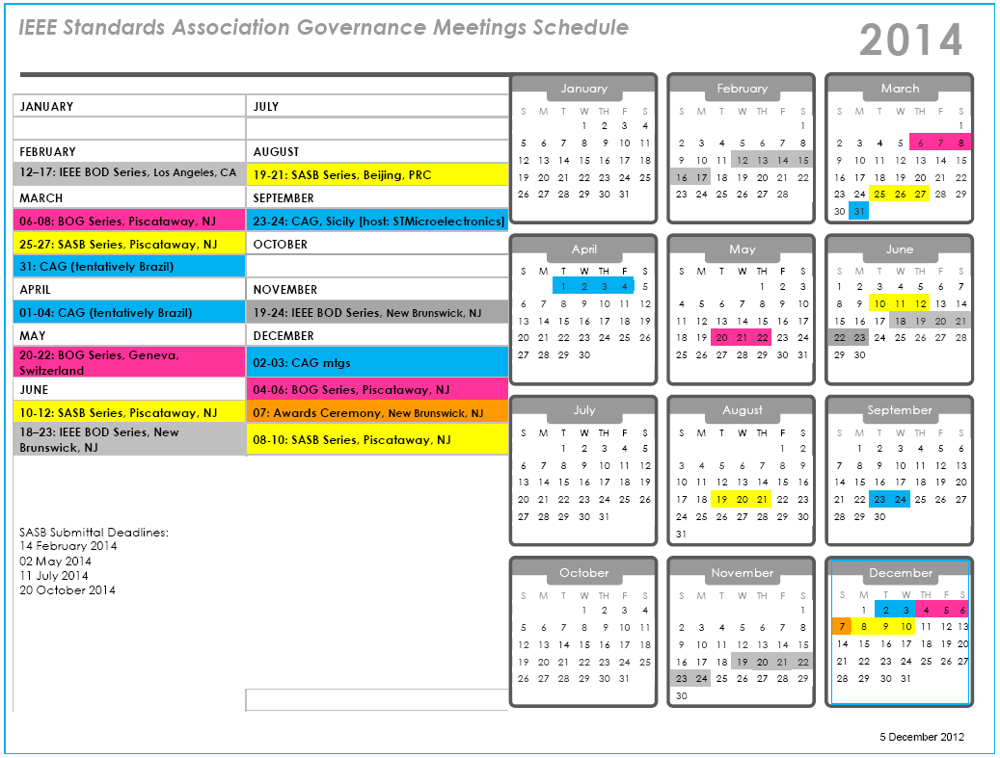 IEEE Standards Association Governance Meetings Schedule
2014
JANUARY
FEBRUARY
12–17: IEEE BOD Series, Los Angeles, CA
MARCH
06-08: BOG Series, Piscataway, NJ
25-27: SASB Series, Piscataway, NJ
31: CAG (tentatively Brazil)
APRIL
01-04: CAG (tentatively Brazil)
MAY
20-22: BOG Series, Geneva,
Switzerland
JUNE
10-12: SASB Series, Piscataway, NJ
18–23: IEEE BOD Series, New
Brunswick, NJ
JULY
AUGUST
19-21: SASB Series, Beijing, PRC
SEPTEMBER
23-24: CAG, Sicily [host: STMicroelectronics]
OCTOBER
NOVEMBER
19-24: IEEE BOD Series, New Brunswick, NJ
DECEMBER
02-03: CAG mtgs
04-06: BOG Series, Piscataway, NJ
07: Awards Ceremony, New Brunswick, NJ
08-10: SASB Series, Piscataway, NJ
SASB Submittal Deadlines:
14 February 2014
02 May 2014
11 July 2014
20 October 2014
January
S M T W TH F S
1 2 3 4
5 6 7 8 9 10 11
12 13 14 15 16 17 18
19 20 21 22 23 24 25
26 27 28 29 30 31
February
S M T W TH F S
1
2 3 4 5 6 7 8
9 10 11 12 13 14 15
16 17 18 19 20 21 22
23 24 25 26 27 28
March
S M T W TH F S
1
2 3 4 5 6 7 8
9 10 11 12 13 14 15
16 17 18 19 20 21 22
23 24 25 26 27 28 29
30 31
April
S M T W TH F S
1 2 3 4 5
6 7 8 9 10 11 12
13 14 15 16 17 18 19
20 21 22 23 24 25 26
27 28 29 30
May
S M T W TH F S
1 2 3
4 5 6 7 8 9 10
11 12 13 14 15 16 17
18 19 20 21 22 23 24
25 26 27 28 29 30 31
June
S M T W TH F S
1 2 3 4 5 6 7
8 9 10 11 12 13 14
15 16 17 18 19 20 21
22 23 24 25 26 27 28
29 30
July
S M T W TH F S
1 2 3 4 5
6 7 8 9 10 11 12
13 14 15 16 17 18 19
20 21 22 23 24 25 26
27 28 29 30 31
August
S M T W TH F S
1 2
3 4 5 6 7 8 9
10 11 12 13 14 15 16
17 18 19 20 21 22 23
24 25 26 27 28 29 30
31
September
S M T W TH F S
1 2 3 4 5 6
7 8 9 10 11 12 13
14 15 16 17 18 19 20
21 22 23 24 25 26 27
28 29 30
October
S M T W TH F S
1 2 3 4
5 6 7 8 9 10 11
12 13 14 15 16 17 18
19 20 21 22 23 24 25
26 27 28 29 30 31
November
S M T W TH F S
1
2 3 4 5 6 7 8
9 10 11 12 13 14 15
16 17 18 19 20 21 22
23 24 25 26 27 28 29
30
December
S M T W TH F S
1 2 3 4 5 6
7 8 9 10 11 12 13
14 15 16 17 18 19 20
21 22 23 24 25 26 27
28 29 30 31
5 December 2012